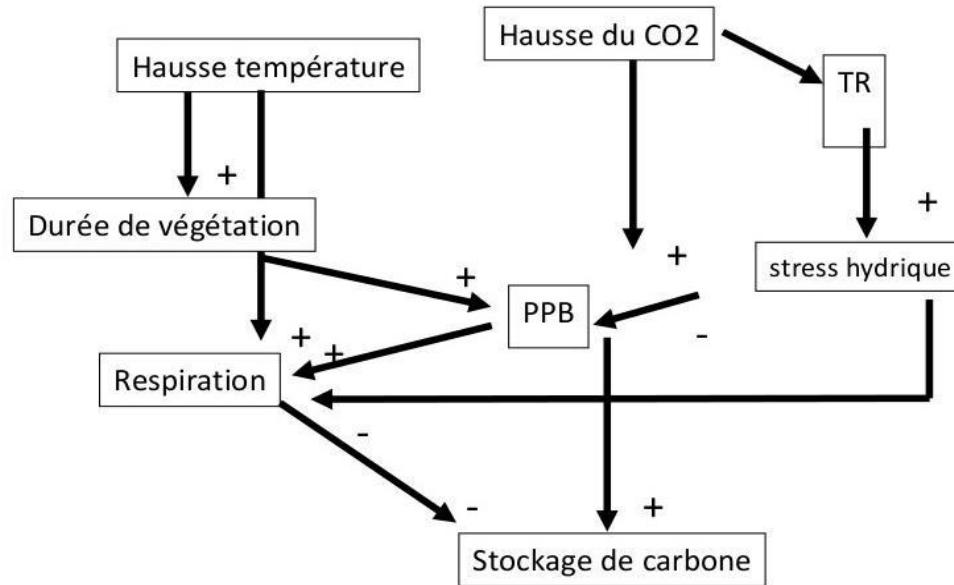 Hausse du CO2
Hausse température
TR
+
+
Durée de végétation
+
stress hydrique
+
PPB
+
+
-
Respiration
-
-
+
Stockage de carbone